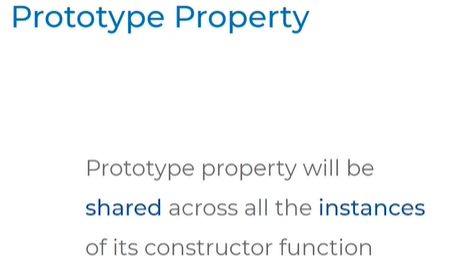 Prototype Property
Prototype property will be
shared across all the instances
of its constructor function